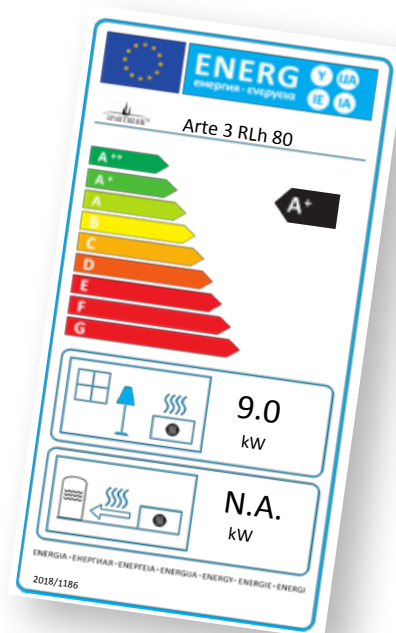 ENERG
енергия · ενεργεια
Y IJA
IE IA
SPARTHERM
Arte 3 RLh 80
A++
A+
A
B
C
D
E
F
G
A+
9.0
kW
N.A.
kW
ENERGIA · ЕНЕРГИЯ · ΕΝΕΡΓΕΙΑ · ENERGIJA · ENERGY · ENERGIE · ENERGI
2018/1186